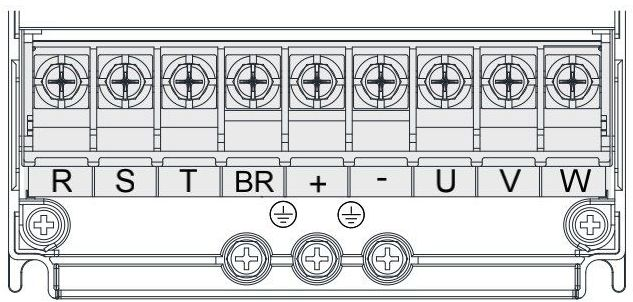 R S T BR + - U V W